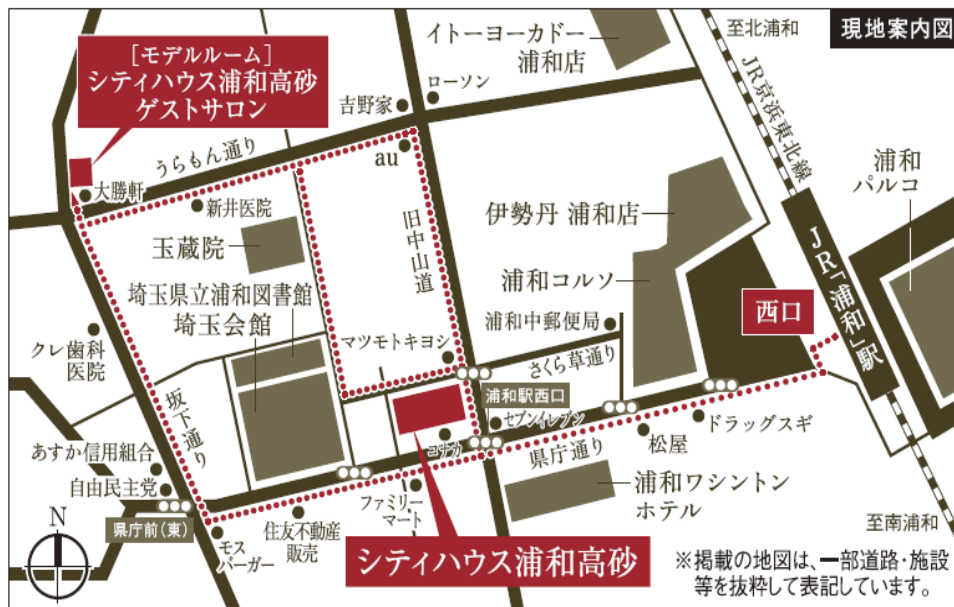 現地案内図
至北浦和
イトーヨーカドー
浦和店
[モデルルーム]
シティハウス浦和高砂
ゲストサロン
ローソン
吉野家
JR京浜東北線
うらもん通り
au
大勝軒
浦和
パルコ
新井医院
伊勢丹 浦和店
旧中山道
玉蔵院
JR「浦和」駅
浦和コルソ
埼玉県立浦和図書館
埼玉会館
西口
浦和中郵便局
マツモトキヨシ
さくら草通り
クレ歯科
医院
浦和駅西口
セブンイレブン
ドラッグスギ
坂下通り
コナカ
松屋
県庁通り
あすか信用組合
自由民主党
浦和ワシントン
ホテル
ファミリー
マート
県庁前(東)
住友不動産
販売
モス
バーガー
至南浦和
N
シティハウス浦和高砂
※掲載の地図は、一部道路・施設
等を抜粋して表記しています。